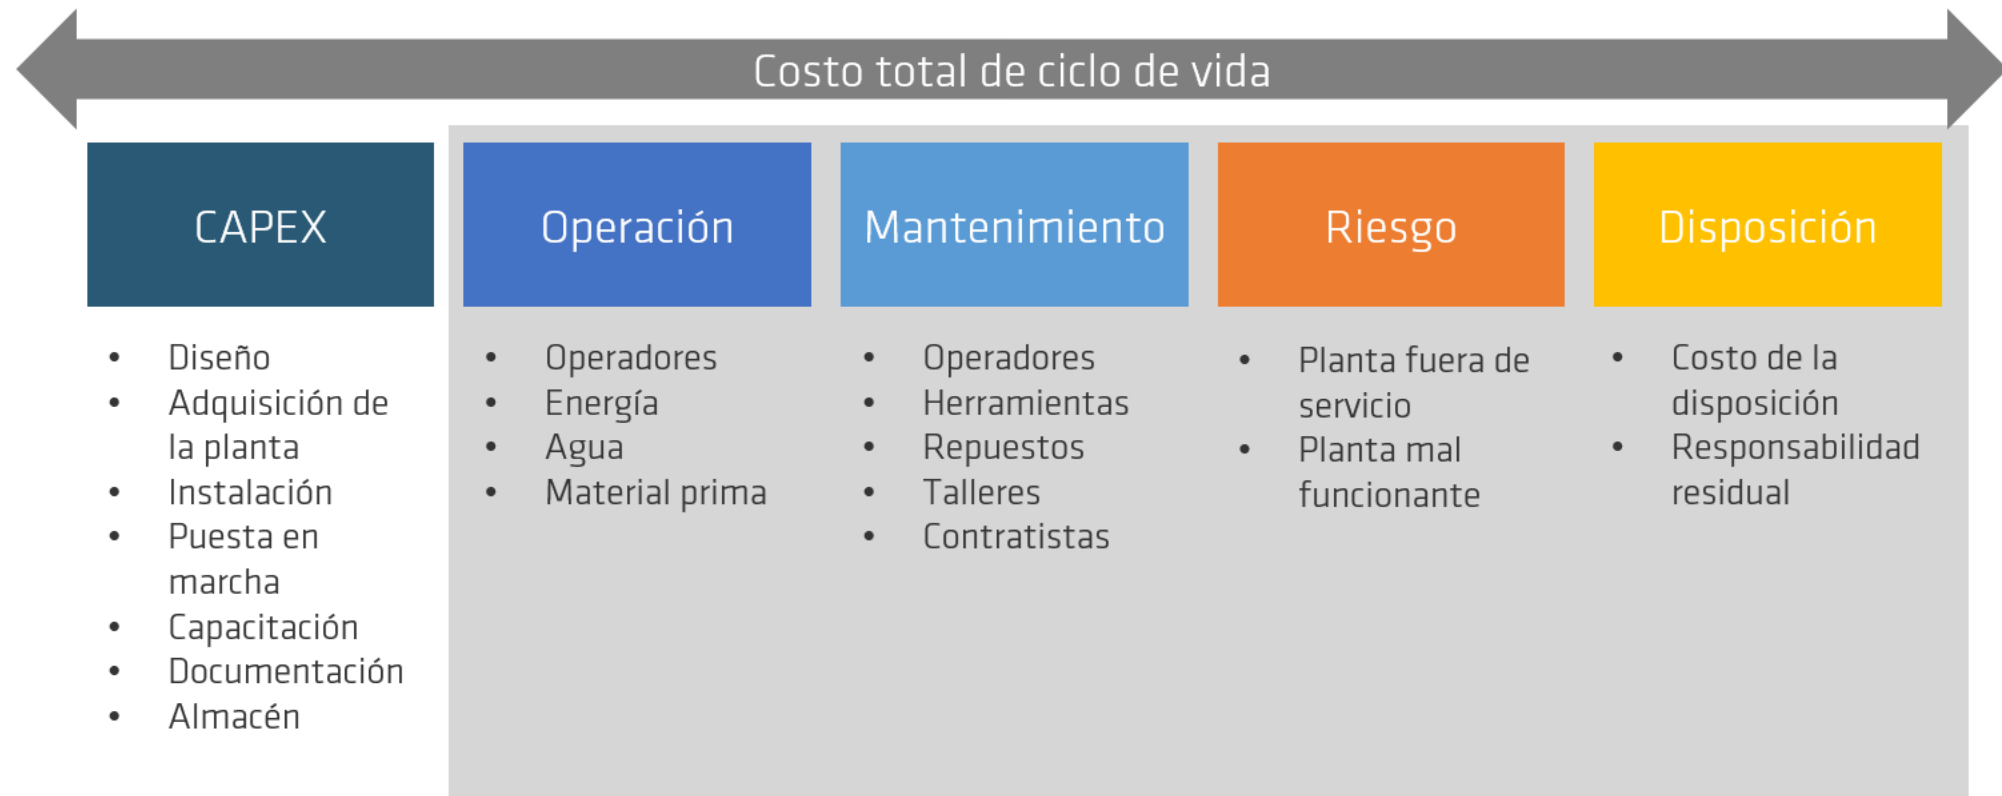 Costo total de ciclo de vida
CAPEX
• Diseño
• Adquisición de
la planta
• Instalación
• Puesta en
marcha
• Capacitación
• Documentación
• Almacén
Operación
• Operadores
• Energía
• Agua
• Material prima
Mantenimiento
• Operadores
• Herramientas
• Repuestos
• Talleres
• Contratistas
Riesgo
• Planta fuera de
servicio
• Planta mal
funcionante
Disposición
• Costo de la
disposición
• Responsabilidad
residual